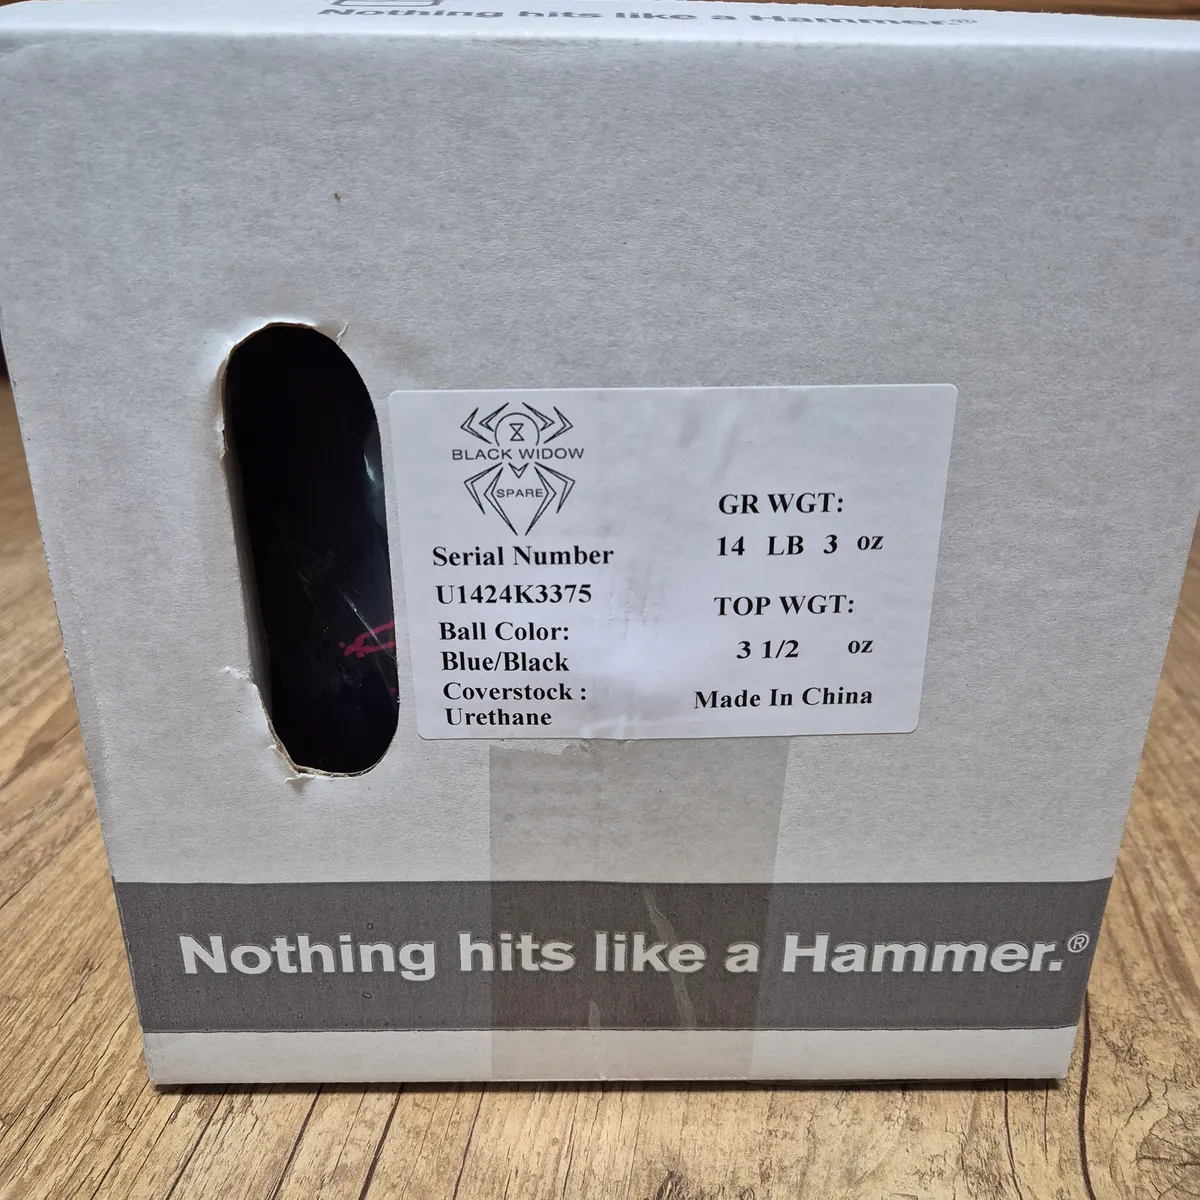 Nothing hits like a Hammer.®
BLACK WIDOW
SPARE
Serial Number
U1424K3375
Ball Color:
Blue/Black
Coverstock :
Urethane
GR WGT:
14 LB 3 oz
TOP WGT:
3 1/2 oz
Made In China
Nothing hits like a Hammer.®